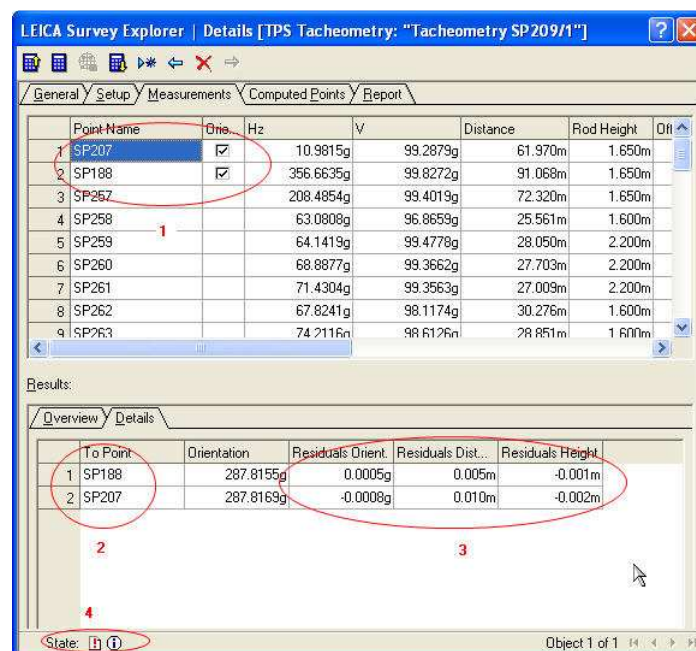 LEICA Survey Explorer | Details [TPS Tacheometry: "Tacheometry SP209/1"]
General Setup Measurements Computed Points Report
Point Name Orie... Hz V Distance Rod Height Off
1 SP207 10.9815g 99.2879g 61.970m 1.650m
2 SP188 356.6635g 99.8272g 91.068m 1.650m
3 SP257 208.4854g 99.4019g 72.320m 1.650m
4 SP258 63.0808g 96.8659g 25.561m 1.600m
5 SP259 64.1419g 99.4778g 28.050m 2.200m
6 SP260 68.8877g 99.3662g 27.703m 2.200m
7 SP261 71.4304g 99.3563g 27.009m 2.200m
8 SP262 67.8241g 98.1174g 30.276m 1.600m
9 SP263 74.2116g 98.6126g 28.851m 1.600m
1
Results:
Overview Details
To Point Orientation Residuals Orient. Residuals Dist... Residuals Height
1 SP188 287.8155g 0.0005g 0.005m -0.001m
2 SP207 287.8169g -0.0008g 0.010m -0.002m
2 3
4
State: Object 1 of 1